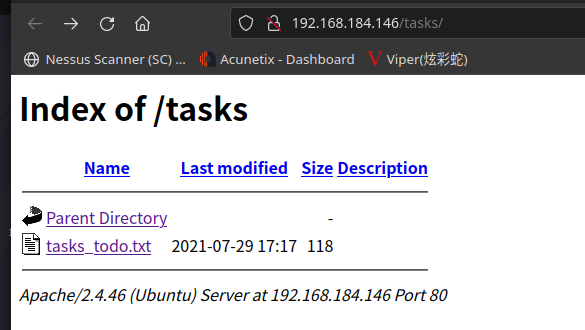 192.168.184.146/tasks/
Nessus Scanner (SC) ... Acunetix - Dashboard Viper(炫彩蛇)
Index of /tasks
Name Last modified Size Description
Parent Directory -
tasks_todo.txt 2021-07-29 17:17 118
Apache/2.4.46 (Ubuntu) Server at 192.168.184.146 Port 80